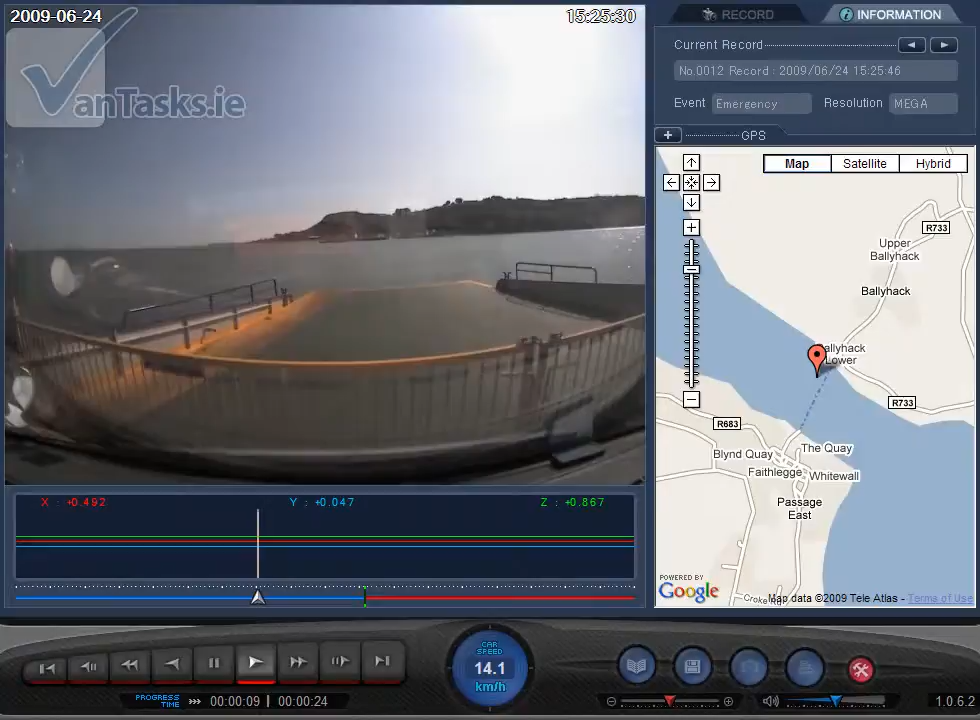 2009-06-24
15:25:30
VanTasks.ie
RECORD
INFORMATION
Current Record
No.0012 Record : 2009/06/24 15:25:46
Event
Emergency
Resolution
MEGA
GPS
Map
Satellite
Hybrid
R733
Upper
Ballyhack
Ballyhack
Ballyhack
Lower
R733
R683
The Quay
Blynd Quay
Faithlegge
Whitewall
Passage
East
POWERED BY
Google
Map data ©2009 Tele Atlas - Terms of Use
X : +0.492
Y : +0.047
Z : +0.867
CAR
SPEED
14.1
km/h
PROGRESS
TIME
00:00:09 | 00:00:24
1.0.6.2